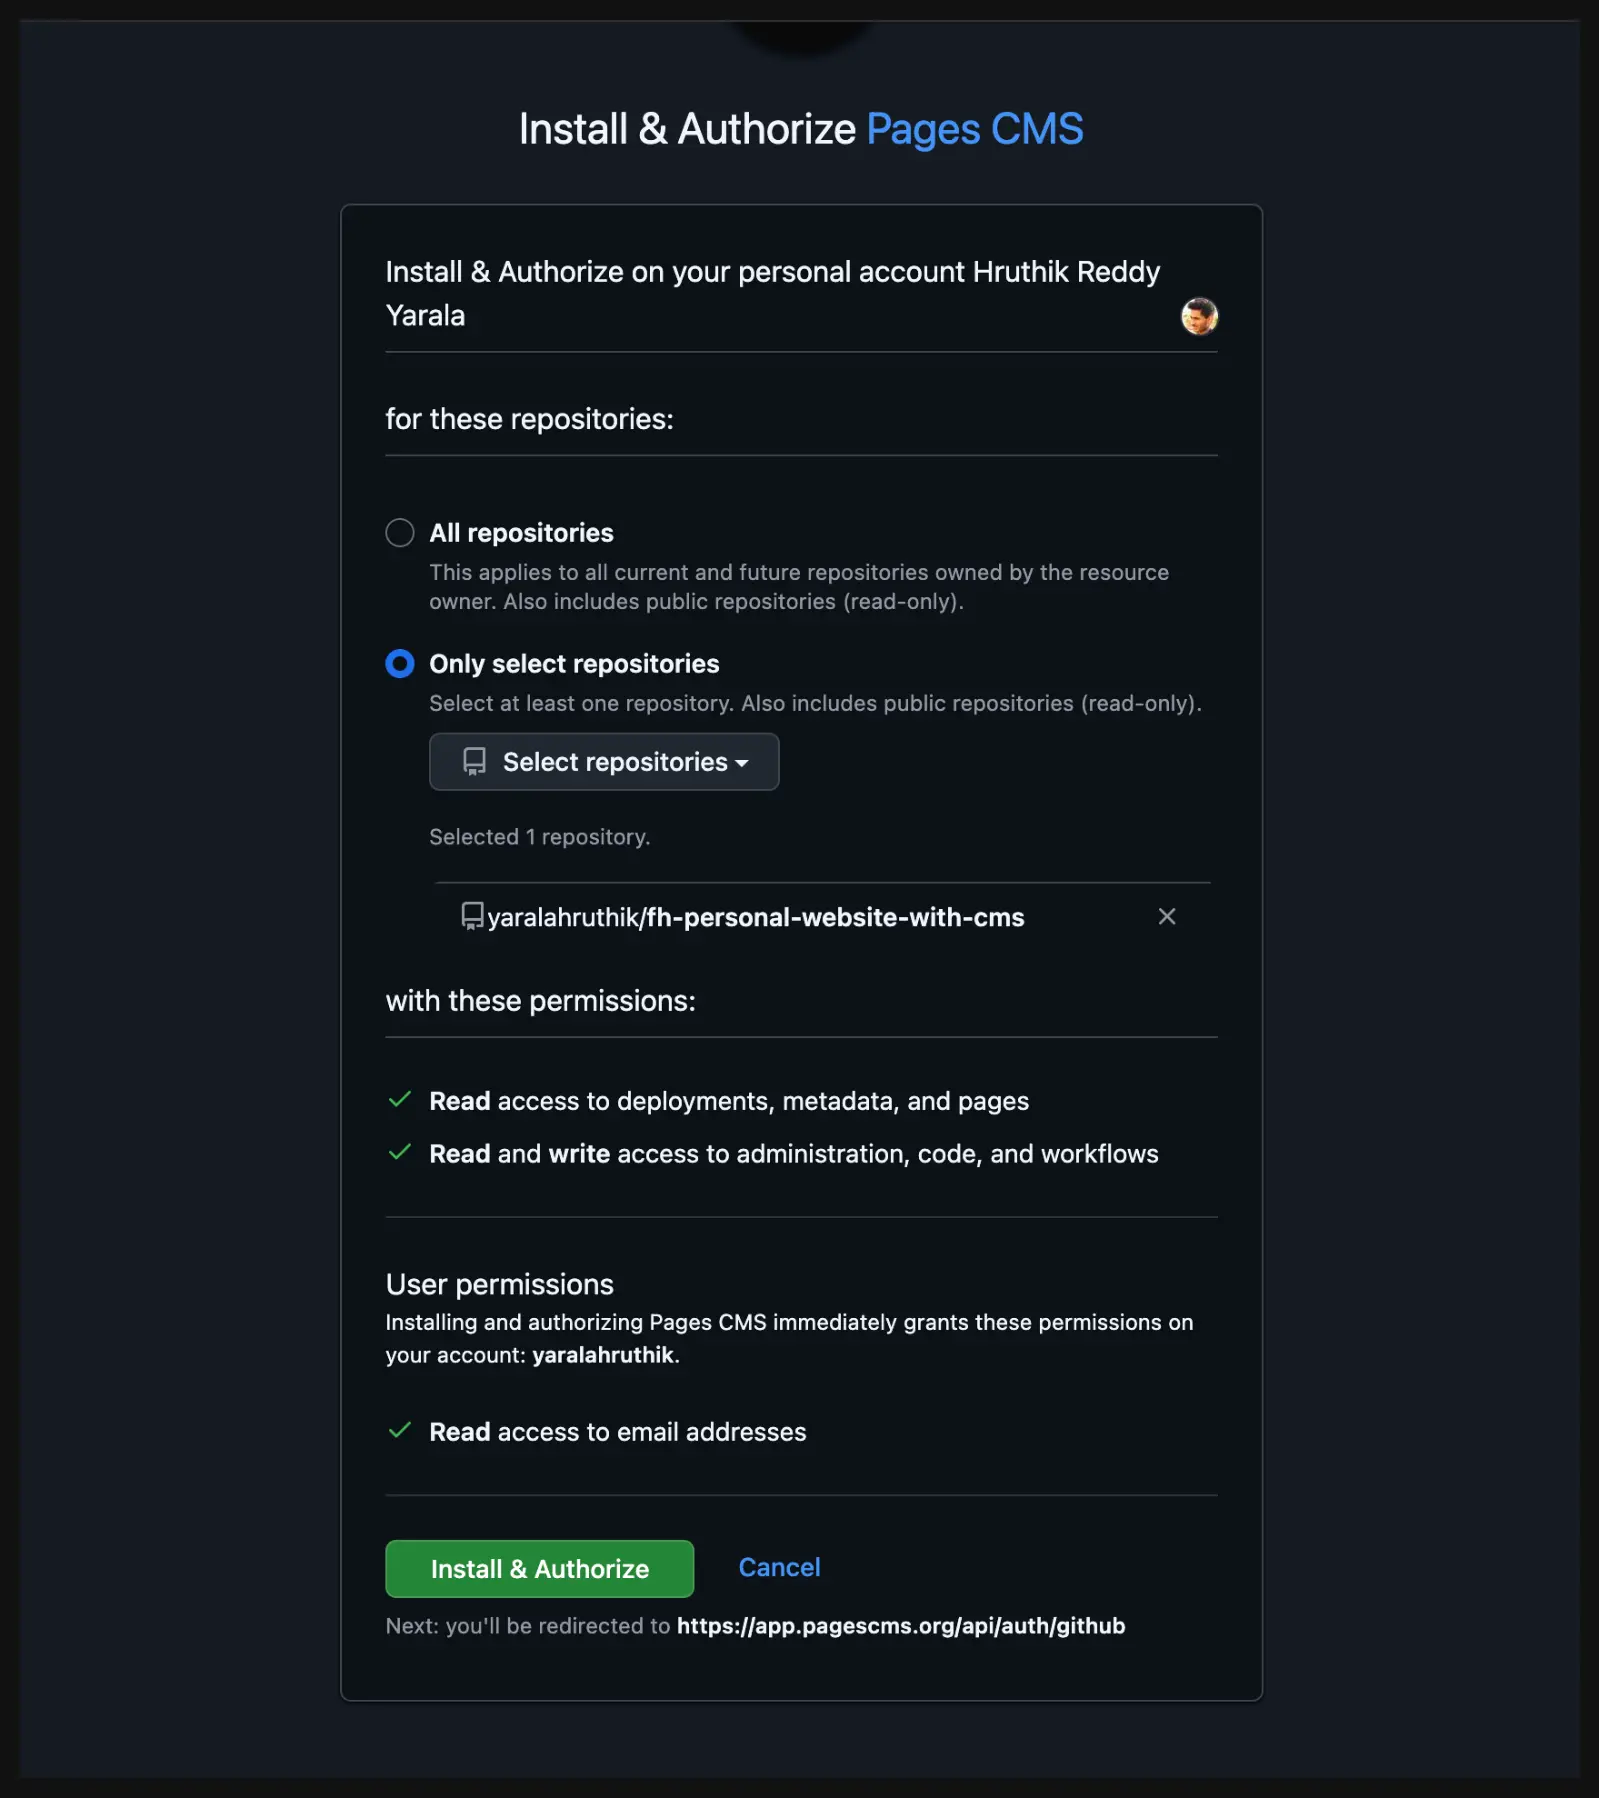 Install & Authorize Pages CMS
Install & Authorize on your personal account Hruthik Reddy
Yarala
for these repositories:
All repositories
This applies to all current and future repositories owned by the resource
owner. Also includes public repositories (read-only).
Only select repositories
Select at least one repository. Also includes public repositories (read-only).
Select repositories
Selected 1 repository.
yaralahruthik/fh-personal-website-with-cms
with these permissions:
Read access to deployments, metadata, and pages
Read and write access to administration, code, and workflows
User permissions
Installing and authorizing Pages CMS immediately grants these permissions on
your account: yaralahruthik.
Read access to email addresses
Install & Authorize Cancel
Next: you'll be redirected to https://app.pagescms.org/api/auth/github